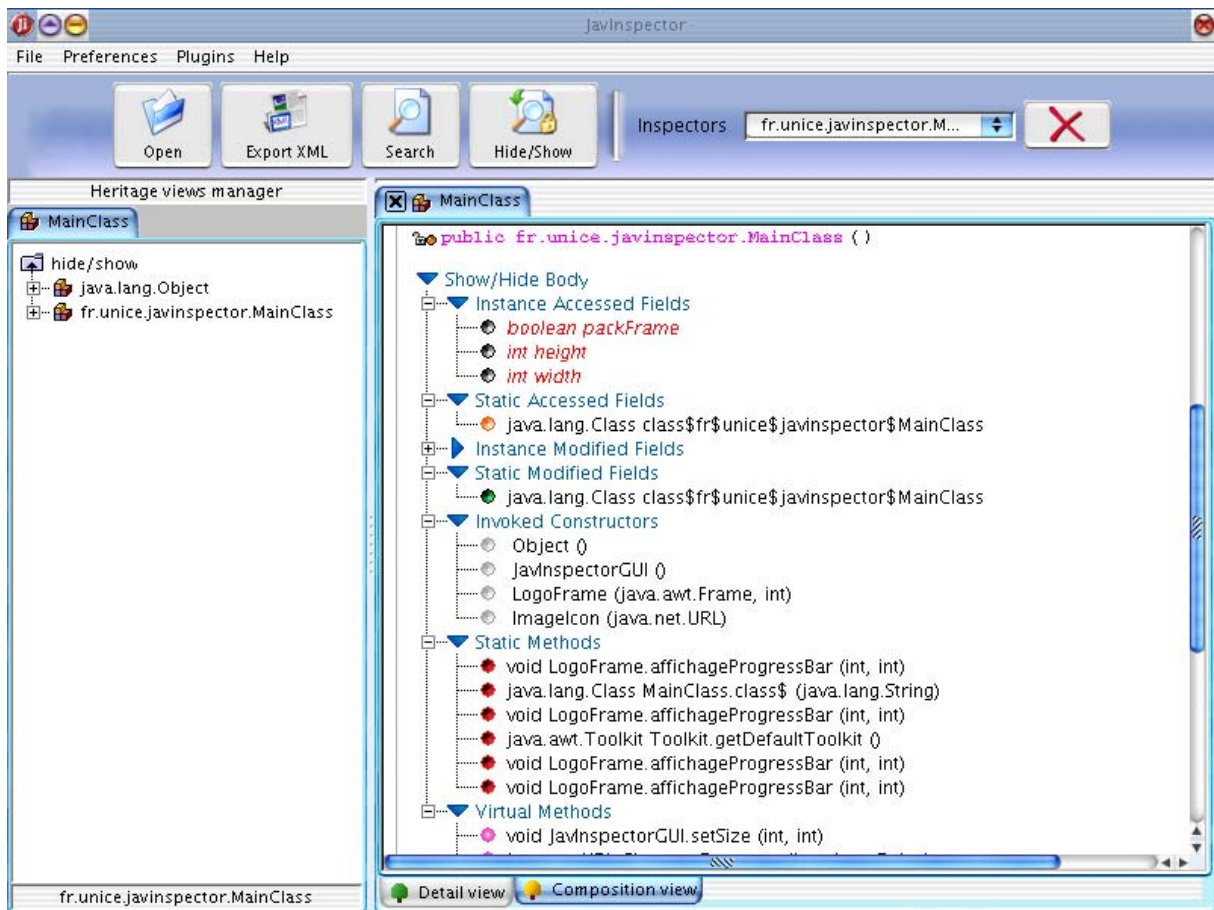 JavInspector
File Preferences Plugins Help
Open
Export XML
Search
Hide/Show
Inspectors
fr.unice.javinspector.M...
Heritage views manager
MainClass
hide/show
java.lang.Object
fr.unice.javinspector.MainClass
fr.unice.javinspector.MainClass
MainClass
public fr.unice.javinspector.MainClass ()
Show/Hide Body
Instance Accessed Fields
boolean packFrame
int height
int width
Static Accessed Fields
java.lang.Class class$fr$unice$javinspector$MainClass
Instance Modified Fields
Static Modified Fields
java.lang.Class class$fr$unice$javinspector$MainClass
Invoked Constructors
Object ()
JavInspectorGUI ()
LogoFrame (java.awt.Frame, int)
ImageIcon (java.net.URL)
Static Methods
void LogoFrame.affichageProgressBar (int, int)
java.lang.Class MainClass.class$ (java.lang.String)
void LogoFrame.affichageProgressBar (int, int)
java.awt.Toolkit Toolkit.getDefaultToolkit ()
void LogoFrame.affichageProgressBar (int, int)
void LogoFrame.affichageProgressBar (int, int)
Virtual Methods
void JavInspectorGUI.setSize (int, int)
Detail view
Composition view